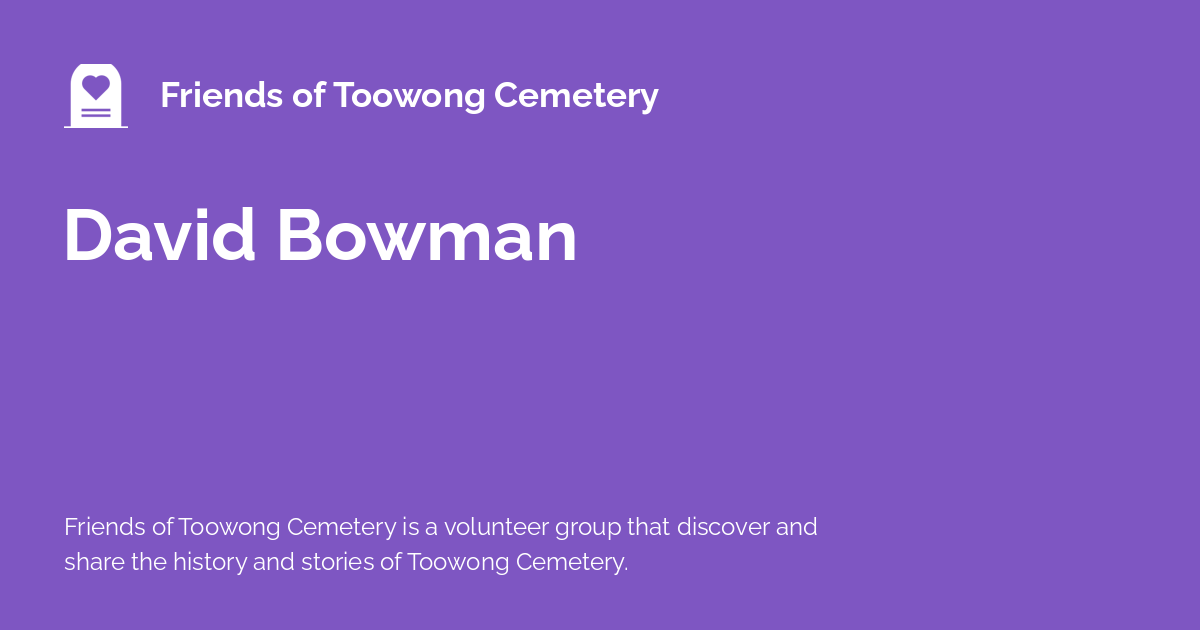 Friends of Toowong Cemetery
David Bowman
Friends of Toowong Cemetery is a volunteer group that discover and
share the history and stories of Toowong Cemetery.